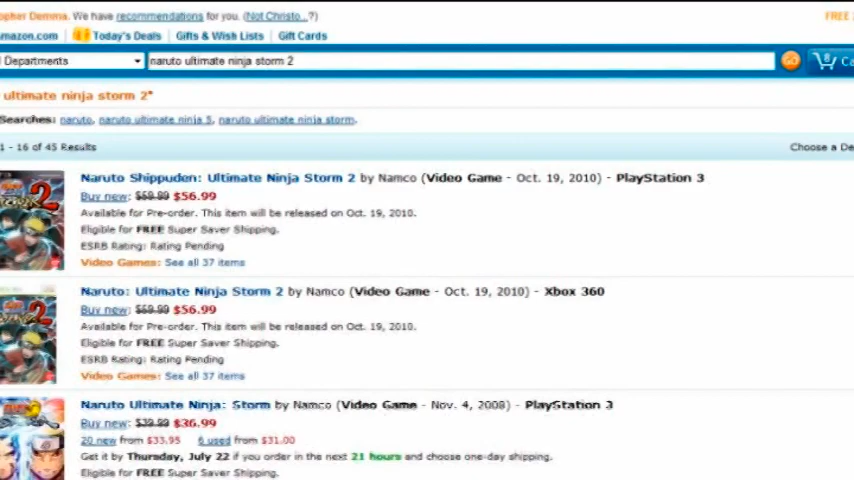 opher Demma. We have recommendations for you. (Not Christo...?) FREE
mazon.com Today's Deals Gifts & Wish Lists Gift Cards
Departments naruto ultimate ninja storm 2 GO Ca
ultimate ninja storm 2"
Searches: naruto, naruto ultimate ninja 5, naruto ultimate ninja storm.
1 - 16 of 45 Results Choose a De
Naruto Shippuden: Ultimate Ninja Storm 2 by Namco (Video Game - Oct. 19, 2010) - PlayStation 3
Buy new: $59.99 $56.99
Available for Pre-order. This item will be released on Oct. 19, 2010.
Eligible for FREE Super Saver Shipping.
ESRB Rating: Rating Pending
Video Games: See all 37 items
Naruto: Ultimate Ninja Storm 2 by Namco (Video Game - Oct. 19, 2010) - Xbox 360
Buy new: $59.99 $56.99
Available for Pre-order. This item will be released on Oct. 19, 2010.
Eligible for FREE Super Saver Shipping.
ESRB Rating: Rating Pending
Video Games: See all 37 items
Naruto Ultimate Ninja: Storm by Namco (Video Game - Nov. 4, 2008) - PlayStation 3
Buy new: $39.99 $36.99
20 new from $33.95 6 used from $31.00
Get it by Thursday, July 22 if you order in the next 21 hours and choose one-day shipping.
Eligible for FREE Super Saver Shipping.